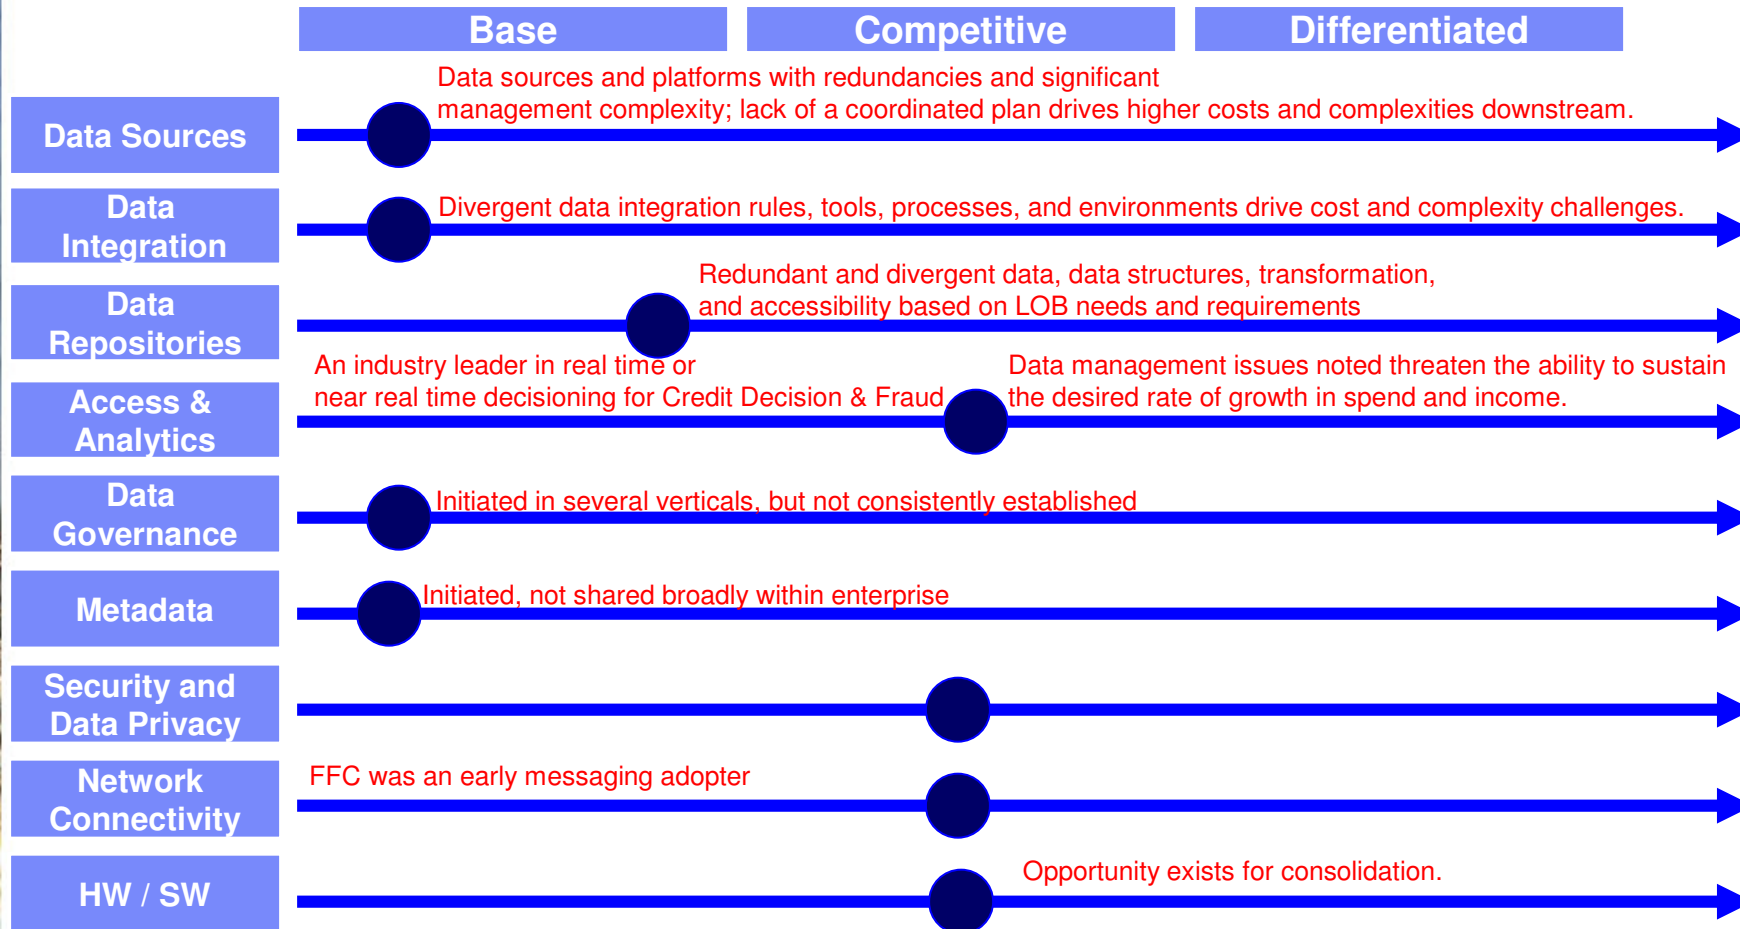 Base
Competitive
Differentiated
Data sources and platforms with redundancies and significant
management complexity; lack of a coordinated plan drives higher costs and complexities downstream.
Data Sources
Data
Integration
Divergent data integration rules, tools, processes, and environments drive cost and complexity challenges.
Data
Repositories
Redundant and divergent data, data structures, transformation,
and accessibility based on LOB needs and requirements
Access &
Analytics
An industry leader in real time or
near real time decisioning for Credit Decision & Fraud
Data management issues noted threaten the ability to sustain
the desired rate of growth in spend and income.
Data
Governance
Initiated in several verticals, but not consistently established
Metadata
Initiated, not shared broadly within enterprise
Security and
Data Privacy
Network
Connectivity
FFC was an early messaging adopter
HW / SW
Opportunity exists for consolidation.